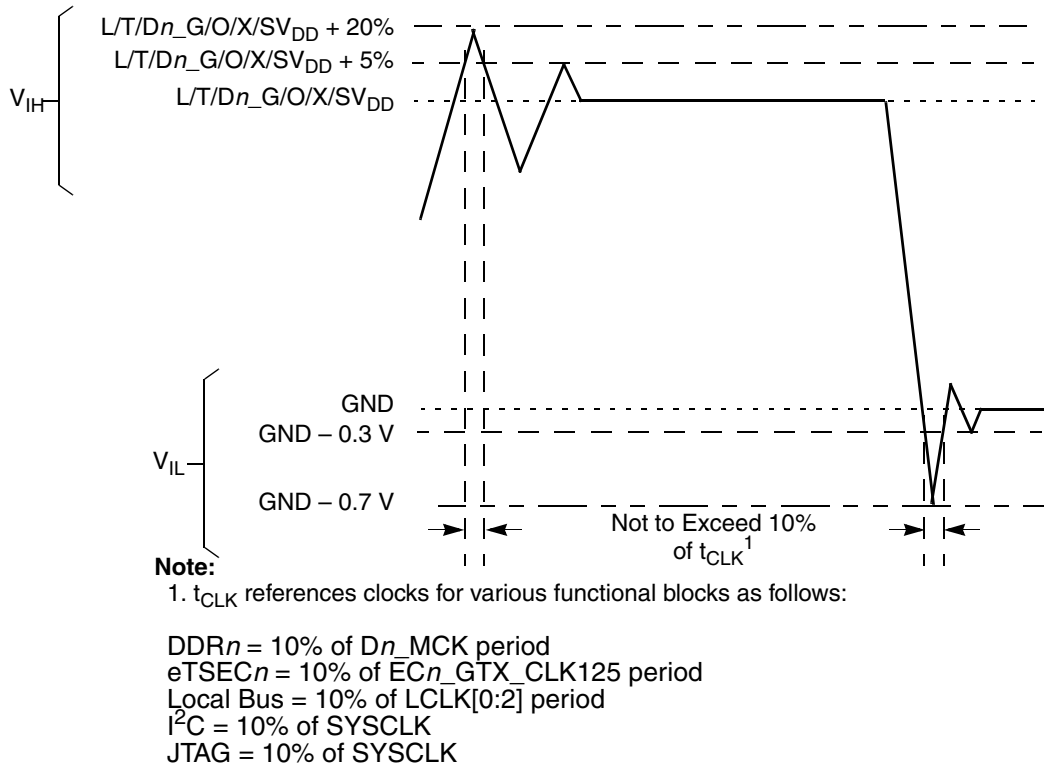 L/T/Dn_G/O/X/SVDD + 20%
L/T/Dn_G/O/X/SVDD + 5%
L/T/Dn_G/O/X/SVDD
VIH
GND
GND – 0.3 V
VIL
GND – 0.7 V
Not to Exceed 10%
of tCLK1
Note:
1. tCLK references clocks for various functional blocks as follows:
DDRn = 10% of Dn_MCK period
eTSECn = 10% of ECn_GTX_CLK125 period
Local Bus = 10% of LCLK[0:2] period
I2C = 10% of SYSCLK
JTAG = 10% of SYSCLK